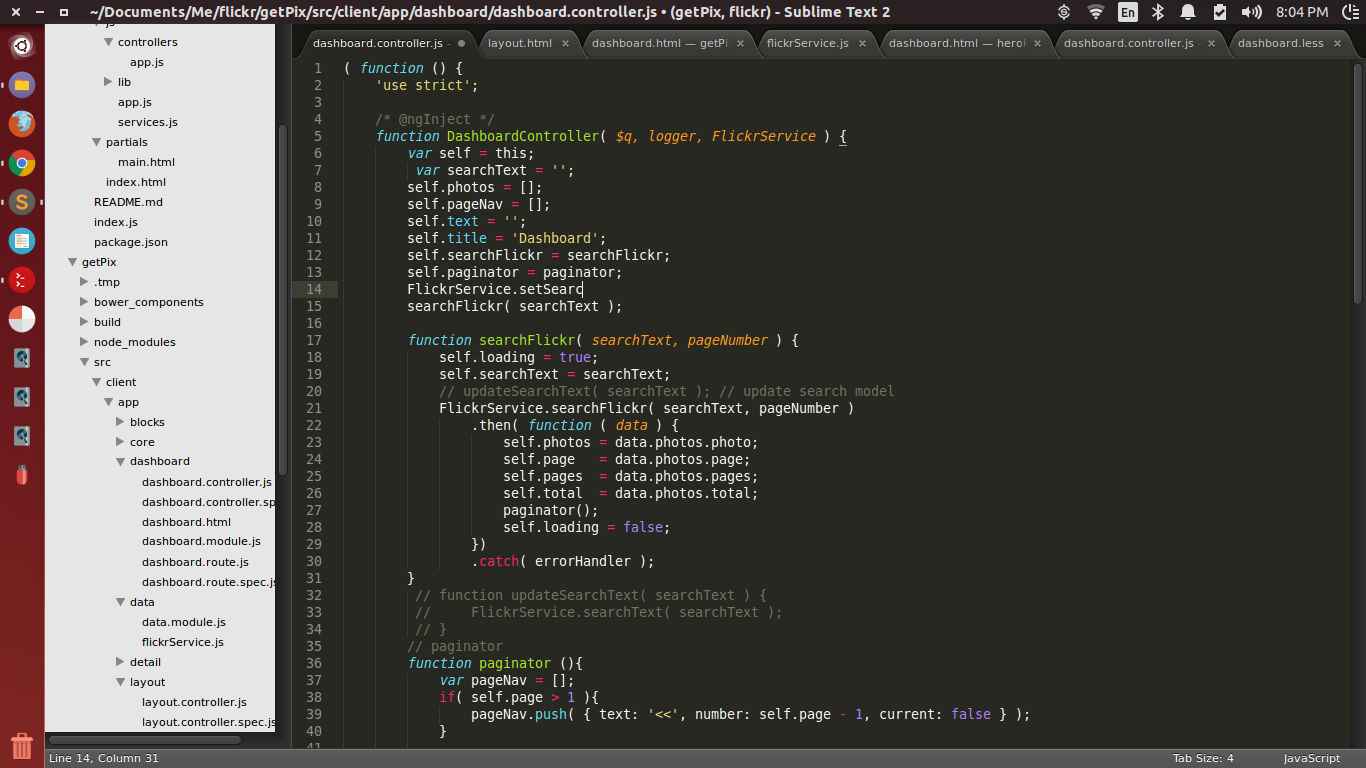 ~/Documents/Me/flickr/getPix/src/client/app/dashboard/dashboard.controller.js • (getPix, flickr) - Sublime Text 2
En
8:04 PM
js
controllers
app.js
lib
app.js
services.js
partials
main.html
index.html
README.md
index.js
package.json
getPix
.tmp
bower_components
build
node_modules
src
client
app
blocks
core
dashboard
dashboard.controller.js
dashboard.controller.sp
dashboard.html
dashboard.module.js
dashboard.route.js
dashboard.route.spec.js
data
data.module.js
flickrService.js
detail
layout
layout.controller.js
layout.controller.spec.js
dashboard.controller.js
layout.html ×
dashboard.html — getPi ×
flickrService.js ×
dashboard.html — herol ×
dashboard.controller.js ×
dashboard.less ×
1 ( function () {
2     'use strict';
3
4     /* @ngInject */
5     function DashboardController( $q, logger, FlickrService ) {
6         var self = this;
7          var searchText = '';
8         self.photos = [];
9         self.pageNav = [];
10         self.text = '';
11         self.title = 'Dashboard';
12         self.searchFlickr = searchFlickr;
13         self.paginator = paginator;
14         FlickrService.setSearc
15         searchFlickr( searchText );
16
17         function searchFlickr( searchText, pageNumber ) {
18             self.loading = true;
19             self.searchText = searchText;
20             // updateSearchText( searchText ); // update search model
21             FlickrService.searchFlickr( searchText, pageNumber )
22                 .then( function ( data ) {
23                     self.photos = data.photos.photo;
24                     self.page   = data.photos.page;
25                     self.pages  = data.photos.pages;
26                     self.total  = data.photos.total;
27                     paginator();
28                     self.loading = false;
29                 })
30                 .catch( errorHandler );
31         }
32          // function updateSearchText( searchText ) {
33          //     FlickrService.searchText( searchText );
34          // }
35         // paginator
36         function paginator (){
37             var pageNav = [];
38             if( self.page > 1 ){
39                 pageNav.push( { text: '<<', number: self.page - 1, current: false } );
40             }
41
Line 14, Column 31
Tab Size: 4
JavaScript